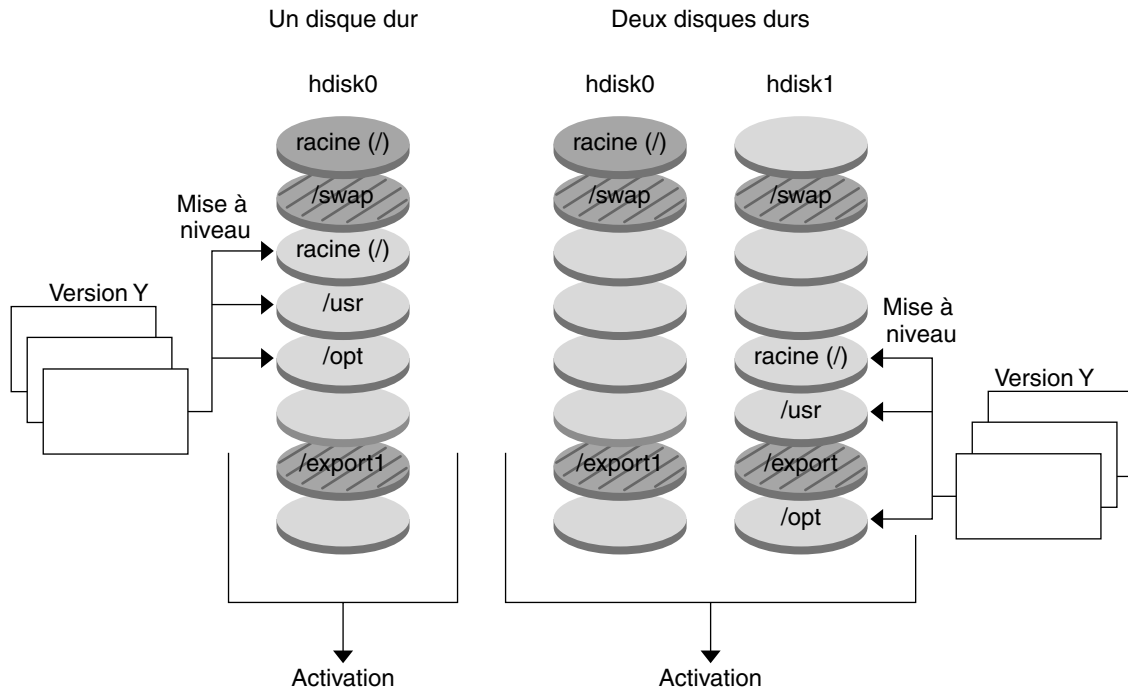 Un disque dur
Deux disques durs
hdisk0
hdisk0
hdisk1
racine (/)
racine (/)
/swap
/swap
/swap
Mise à
niveau
racine (/)
Version Y
/usr
Mise à
niveau
/opt
racine (/)
Version Y
/usr
/export1
/export1
/export
/opt
Activation
Activation